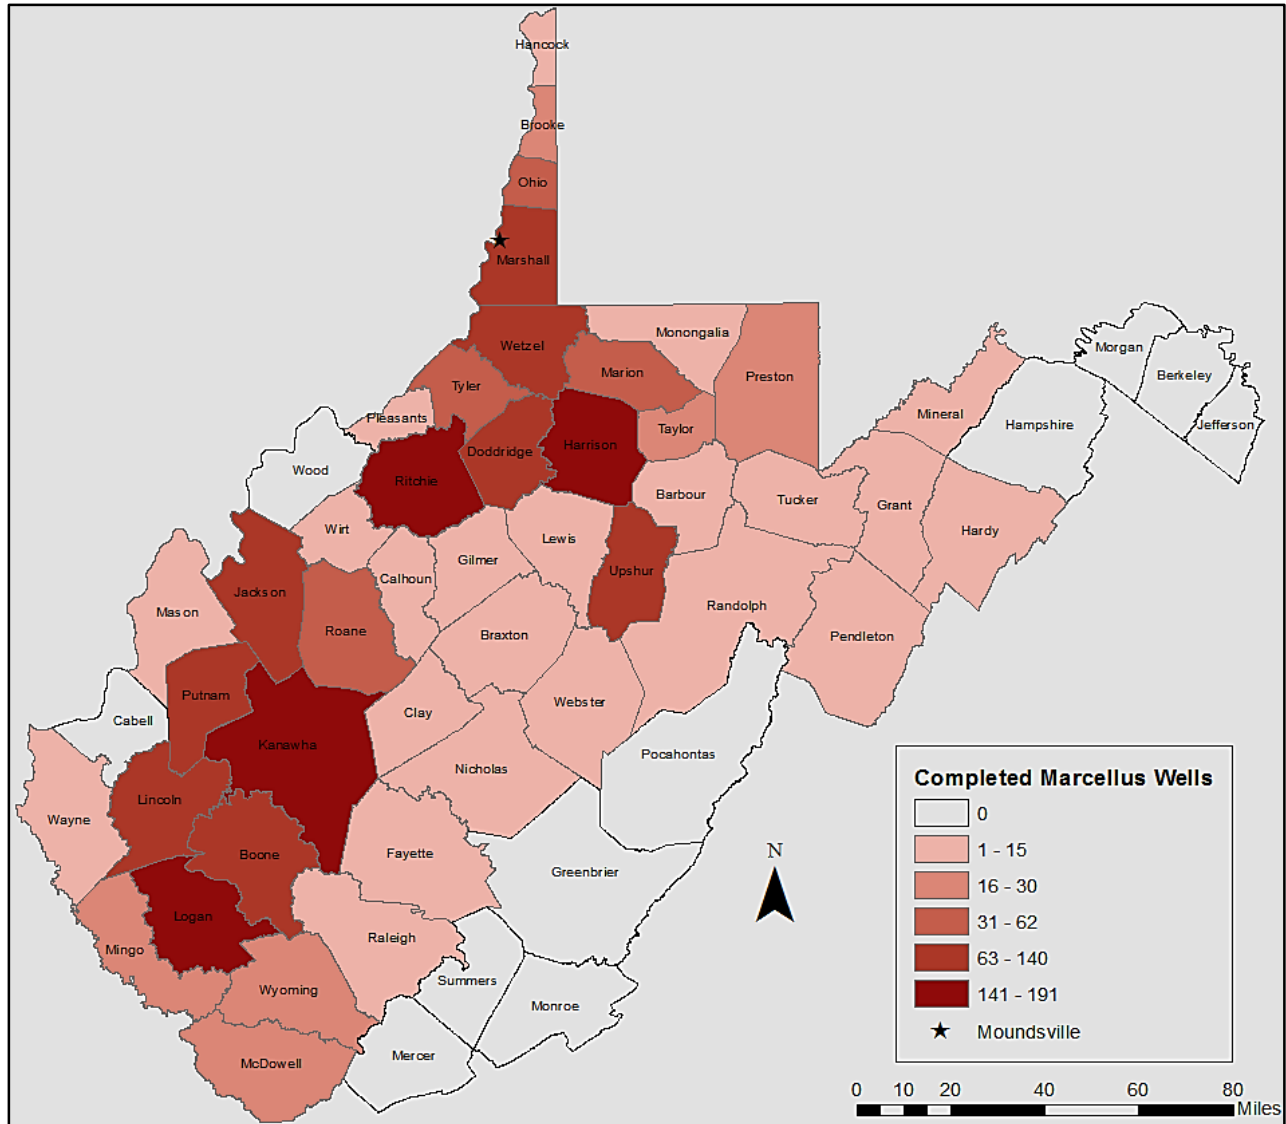 Hancock
Brooke
Ohio
Marshall
Wetzel
Monongalia
Morgan
Berkeley
Marion
Preston
Tyler
Mineral
Hampshire
Jefferson
Pleasants
Taylor
Harrison
Doddridge
Wood
Ritchie
Barbour
Tucker
Grant
Hardy
Wirt
Lewis
Gilmer
Calhoun
Upshur
Jackson
Mason
Roane
Braxton
Randolph
Pendleton
Putnam
Webster
Clay
Cabell
Kanawha
Pocahontas
Nicholas
Lincoln
Wayne
Boone
Fayette
Greenbrier
Logan
Raleigh
Mingo
Summers
Wyoming
Monroe
Mercer
McDowell
Completed Marcellus Wells
0
1 - 15
16 - 30
31 - 62
63 - 140
141 - 191
Moundsville
N
0 10 20 40 60 80
Miles